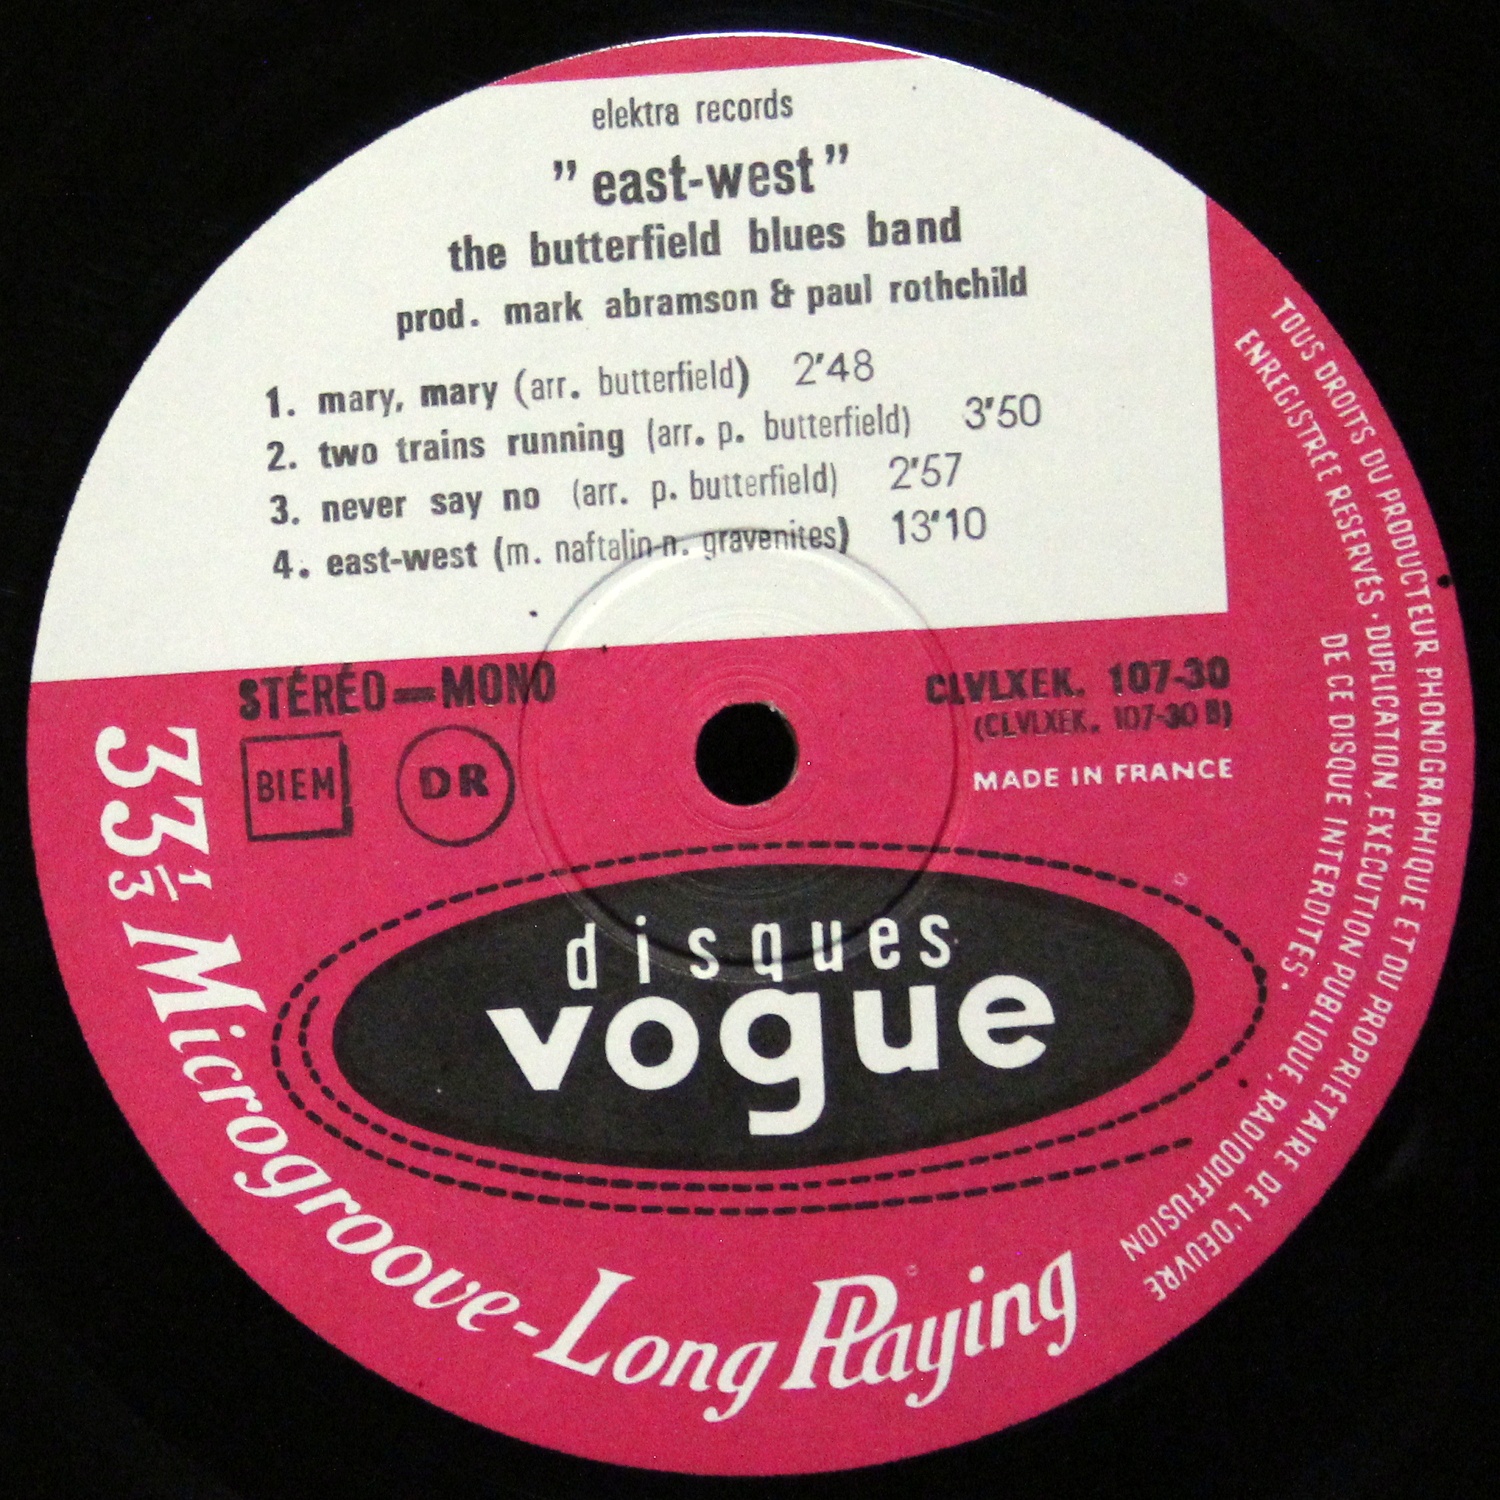 elektra records
"east-west"
the butterfield blues band
prod. mark abramson & paul rothchild
1. mary, mary (arr. butterfield) 2'48
2. two trains running (arr. p. butterfield) 3'50
3. never say no (arr. p. butterfield) 2'57
4. east-west (m. naftalin-n. gravenites) 13'10
STÉRÉO—MONO
CLVLXEK. 107-30
(CLVLXEK. 107-30 B)
BIEM
DR
MADE IN FRANCE
disques
vogue
33 1/3 Microgroove-Long Playing
TOUS DROITS DU PRODUCTEUR PHONOGRAPHIQUE ET DU PROPRIETAIRE DE L'OEUVRE
ENREGISTRÉE RESERVÉS · DUPLICATION, EXECUTION PUBLIQUE, RADIODIFFUSION
DE CE DISQUE INTERDITES ·